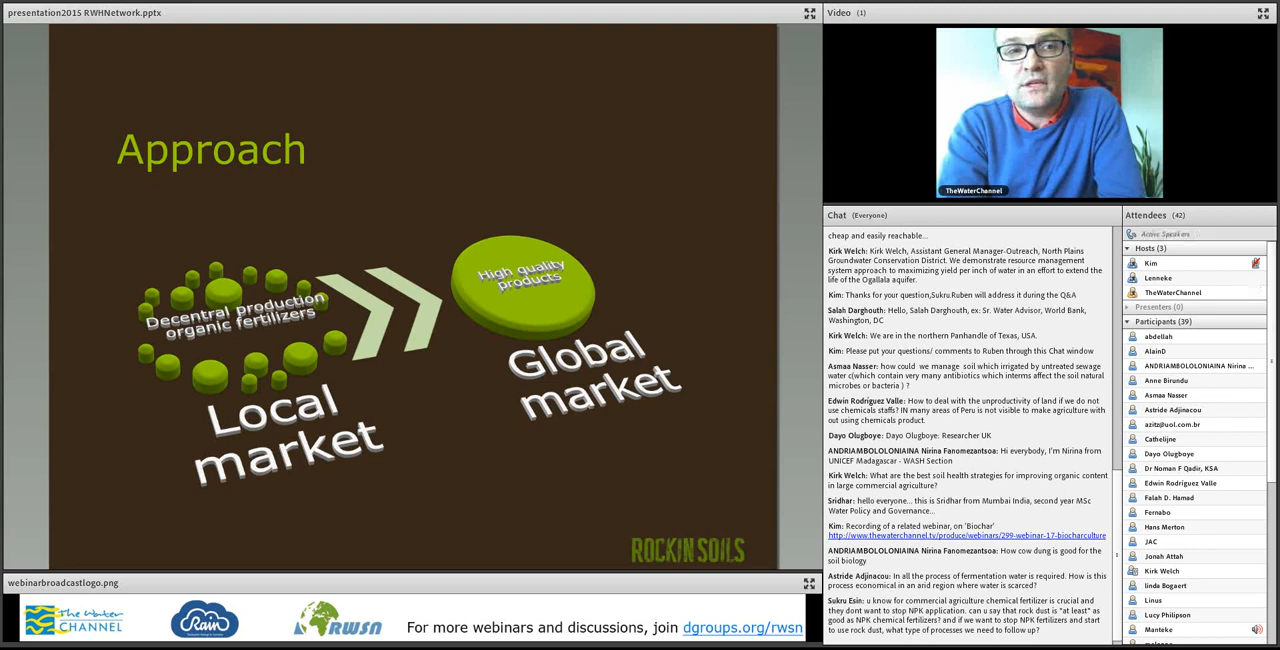 presentation2015 RWHNetwork.pptx
Approach
Decentral production
organic fertilizers
High quality
products
Local
market
Global
market
ROCKIN SOILS
webinarbroadcastlogo.png
the Water
CHANNEL
Rain
RWSN
For more webinars and discussions, join dgroups.org/rwsn
Video (1)
TheWaterChannel
Chat (Everyone)
cheap and easily reachable...
Kirk Welch: Kirk Welch, Assistant General Manager-Outreach, North Plains
Groundwater Conservation District. We demonstrate resource management
system approach to maximizing yield per inch of water in an effort to extend the
life of the Ogallala aquifer.
Kim: Thanks for your question,Sukru.Ruben will address it during the Q&A
Salah Darghouth: Hello, Salah Darghouth, ex: Sr. Water Advisor, World Bank,
Washington, DC
Kirk Welch: We are in the northern Panhandle of Texas, USA.
Kim: Please put your questions/ comments to Ruben through this Chat window
Asmaa Nasser: how could we manage soil which irrigated by untreated sewage
water c(which contain very many antibiotics which interms affect the soil natural
microbes or bacteria ) ?
Edwin Rodríguez Valle: How to deal with the unproductivity of land if we do not
use chemicals staffs? IN many areas of Peru is not visible to make agriculture with
out using chemicals product.
Dayo Olugboye: Dayo Olugboye: Researcher UK
ANDRIAMBOLOLONIAINA Nirina Fanomezantsoa: Hi everybody, I'm Nirina from
UNICEF Madagascar - WASH Section
Kirk Welch: What are the best soil health strategies for improving organic content
in large commercial agriculture?
Sridhar: hello everyone... this is Sridhar from Mumbai India, second year MSc
Water Policy and Governance...
Kim: Recording of a related webinar, on 'Biochar'
http://www.thewaterchannel.tv/produce/webinars/299-webinar-17-biocharculture
ANDRIAMBOLOLONIAINA Nirina Fanomezantsoa: How cow dung is good for the
soil biology
Astride Adjinacou: In all the process of fermentation water is required. How is this
process economical in arid region where water is scarced?
Sukru Esin: u know for commercial agriculture chemical fertilizer is crucial and
they dont want to stop NPK application. can u say that rock dust is "at least" as
good as NPK chemical fertilizers? and if we want to stop NPK fertilizers and start
to use rock dust, what type of processes we need to follow up?
Attendees (42)
Active Speakers
Hosts (3)
Kim
Lenneke
TheWaterChannel
Presenters (0)
Participants (39)
abdellah
AlainD
ANDRIAMBOLOLONIAINA Nirina ...
Anne Birundu
Asmaa Nasser
Astride Adjinacou
azitz@uol.com.br
Cathelijne
Dayo Olugboye
Dr Noman F Qadir, KSA
Edwin Rodríguez Valle
Falah D. Hamad
Fernabo
Hans Merton
JAC
Jonah Attah
Kirk Welch
linda Bogaert
Linus
Lucy Philipson
Manteke